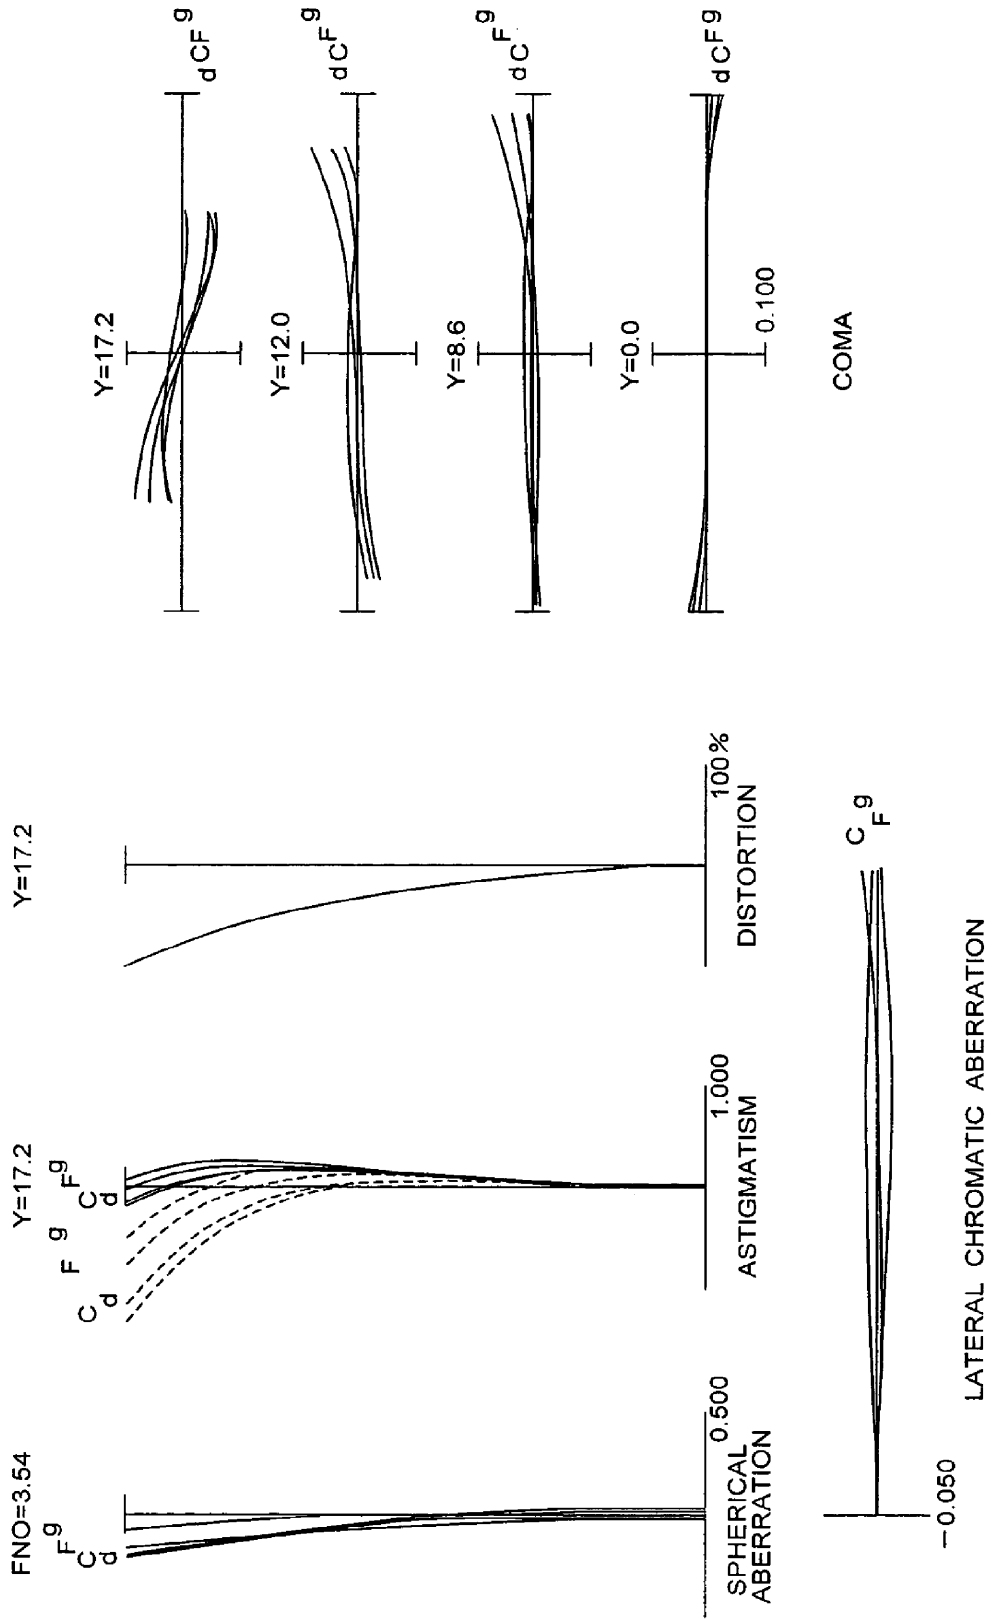 FNO=3.54
F g
C d
SPHERICAL
ABERRATION
0.500
Y=17.2
C d F g
C d F g
ASTIGMATISM
1.000
Y=17.2
DISTORTION
100%
Y=17.2
d C F g
Y=12.0
d C F g
Y=8.6
d C F g
Y=0.0
d C F g
0.100
COMA
C F g
−0.050
LATERAL CHROMATIC ABERRATION